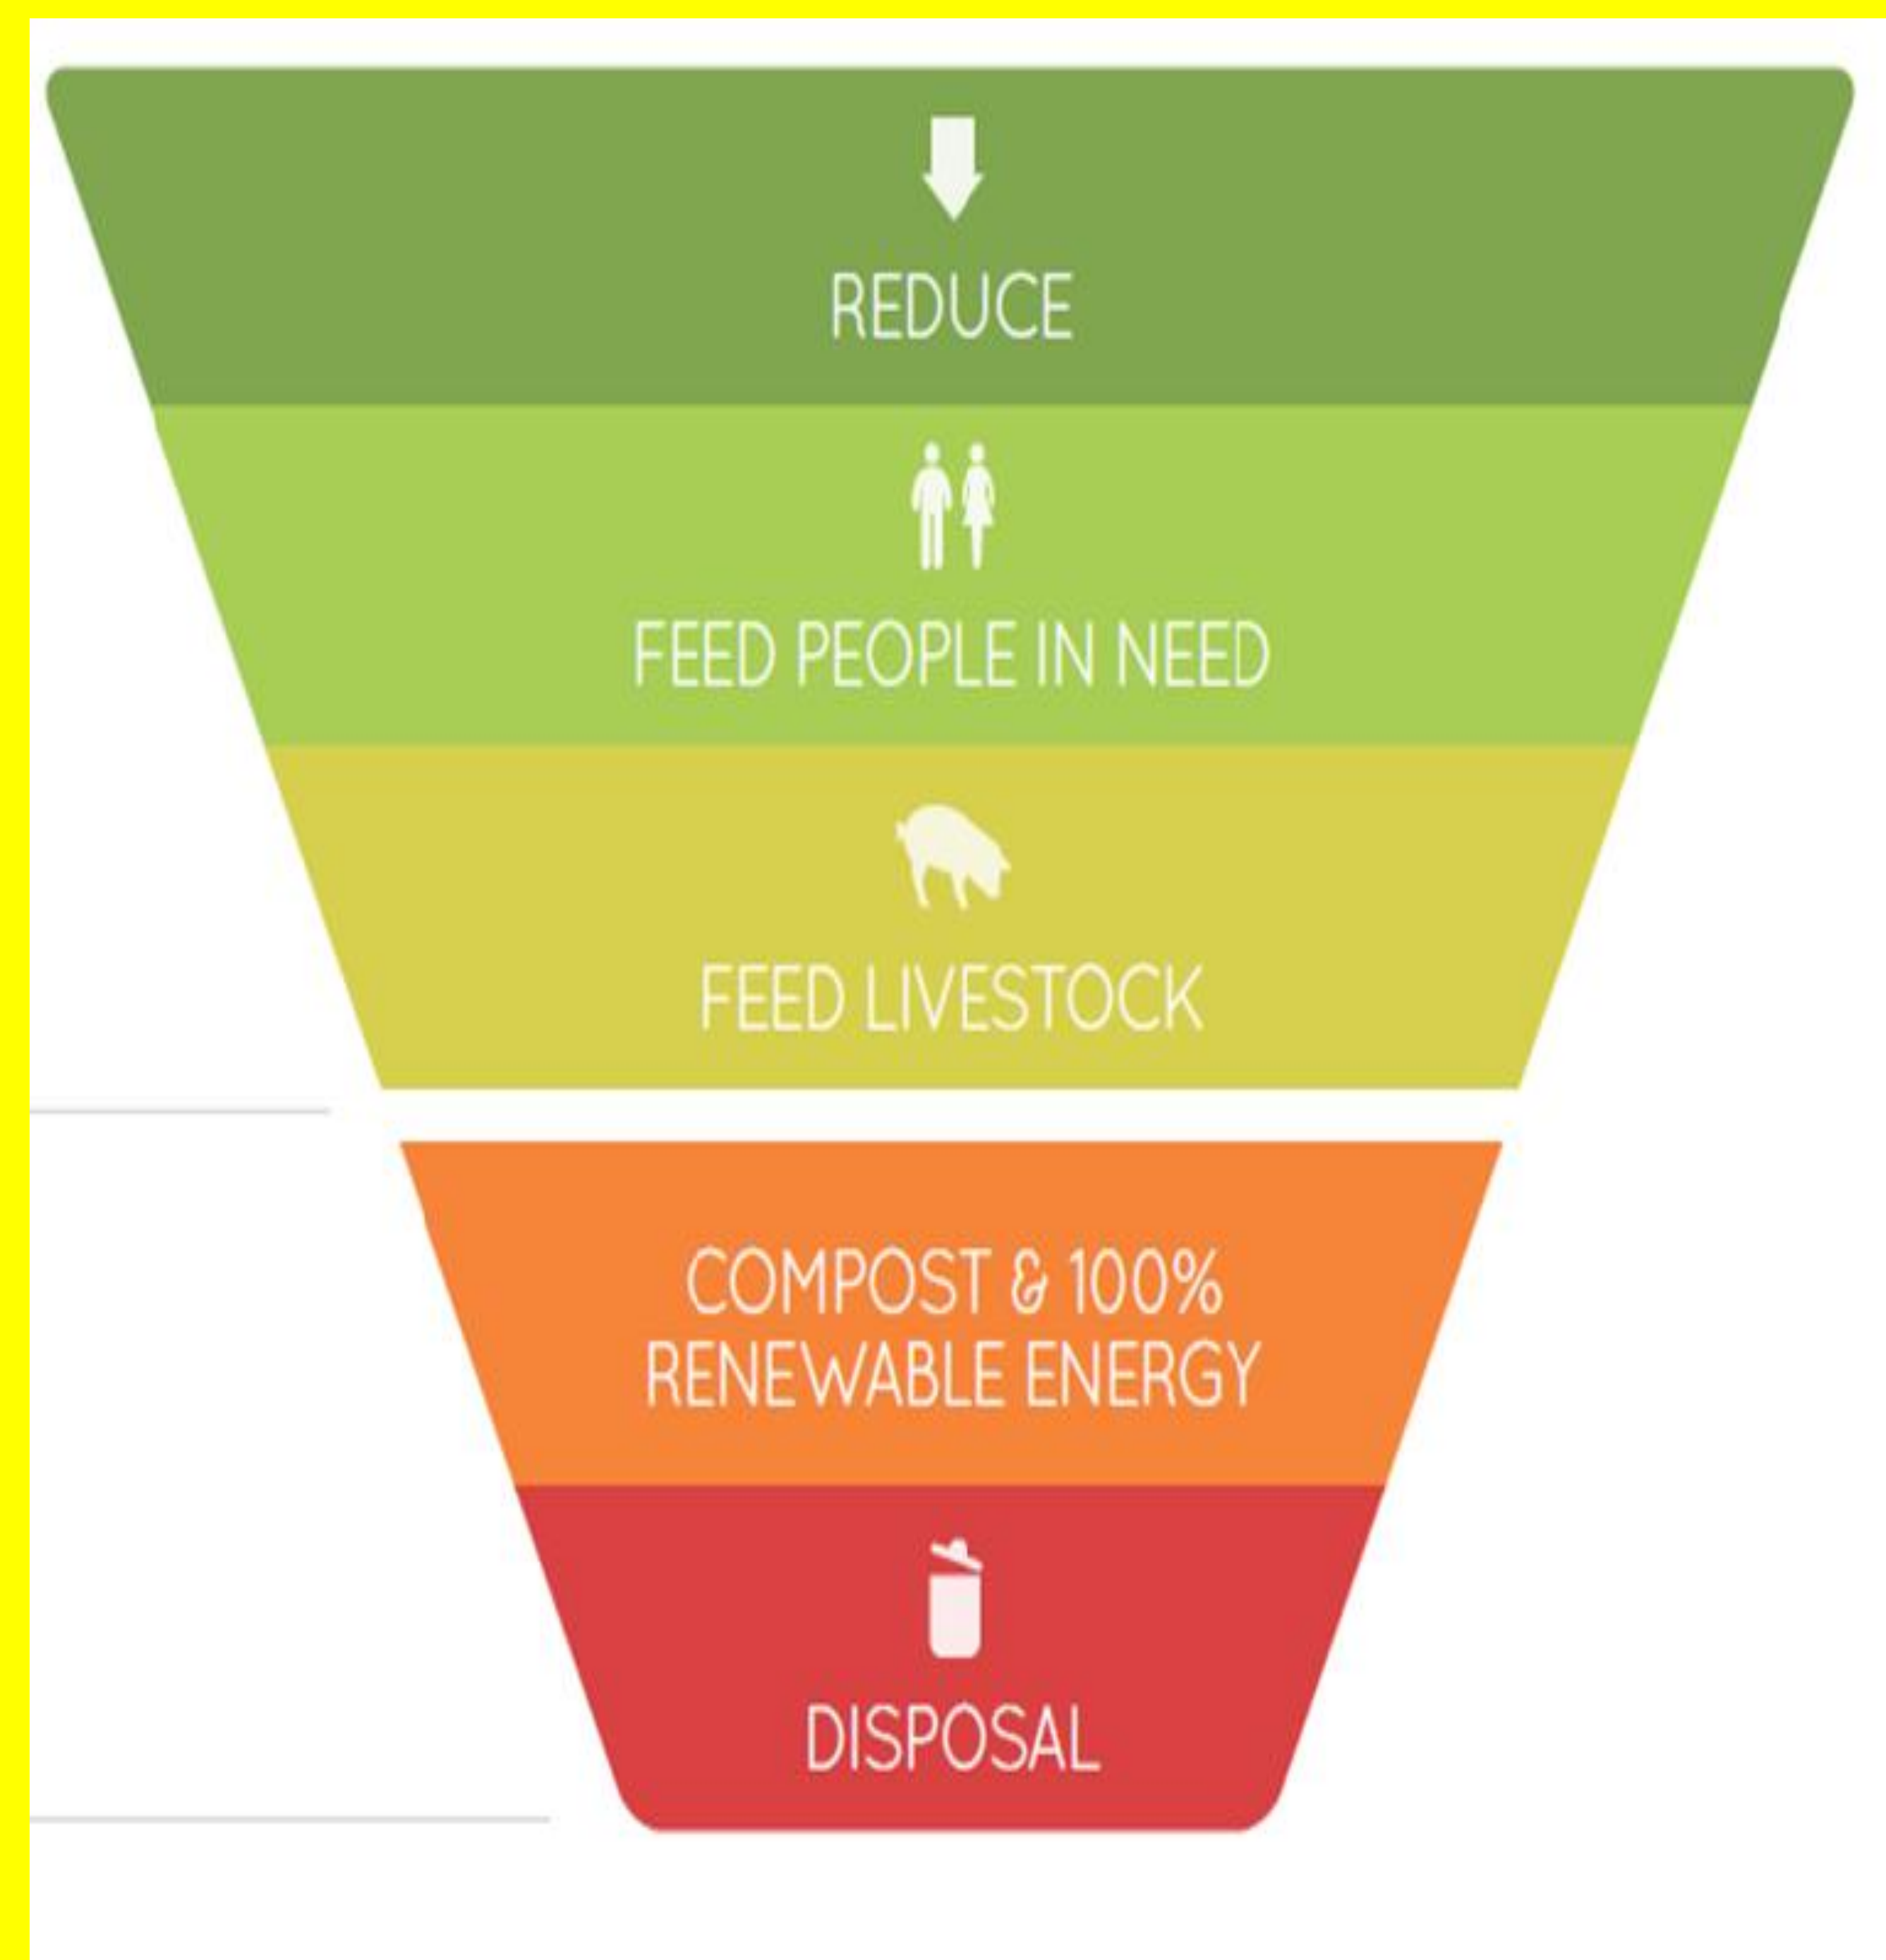 REDUCE
FEED PEOPLE IN NEED
FEED LIVESTOCK
COMPOST & 100%
RENEWABLE ENERGY
DISPOSAL